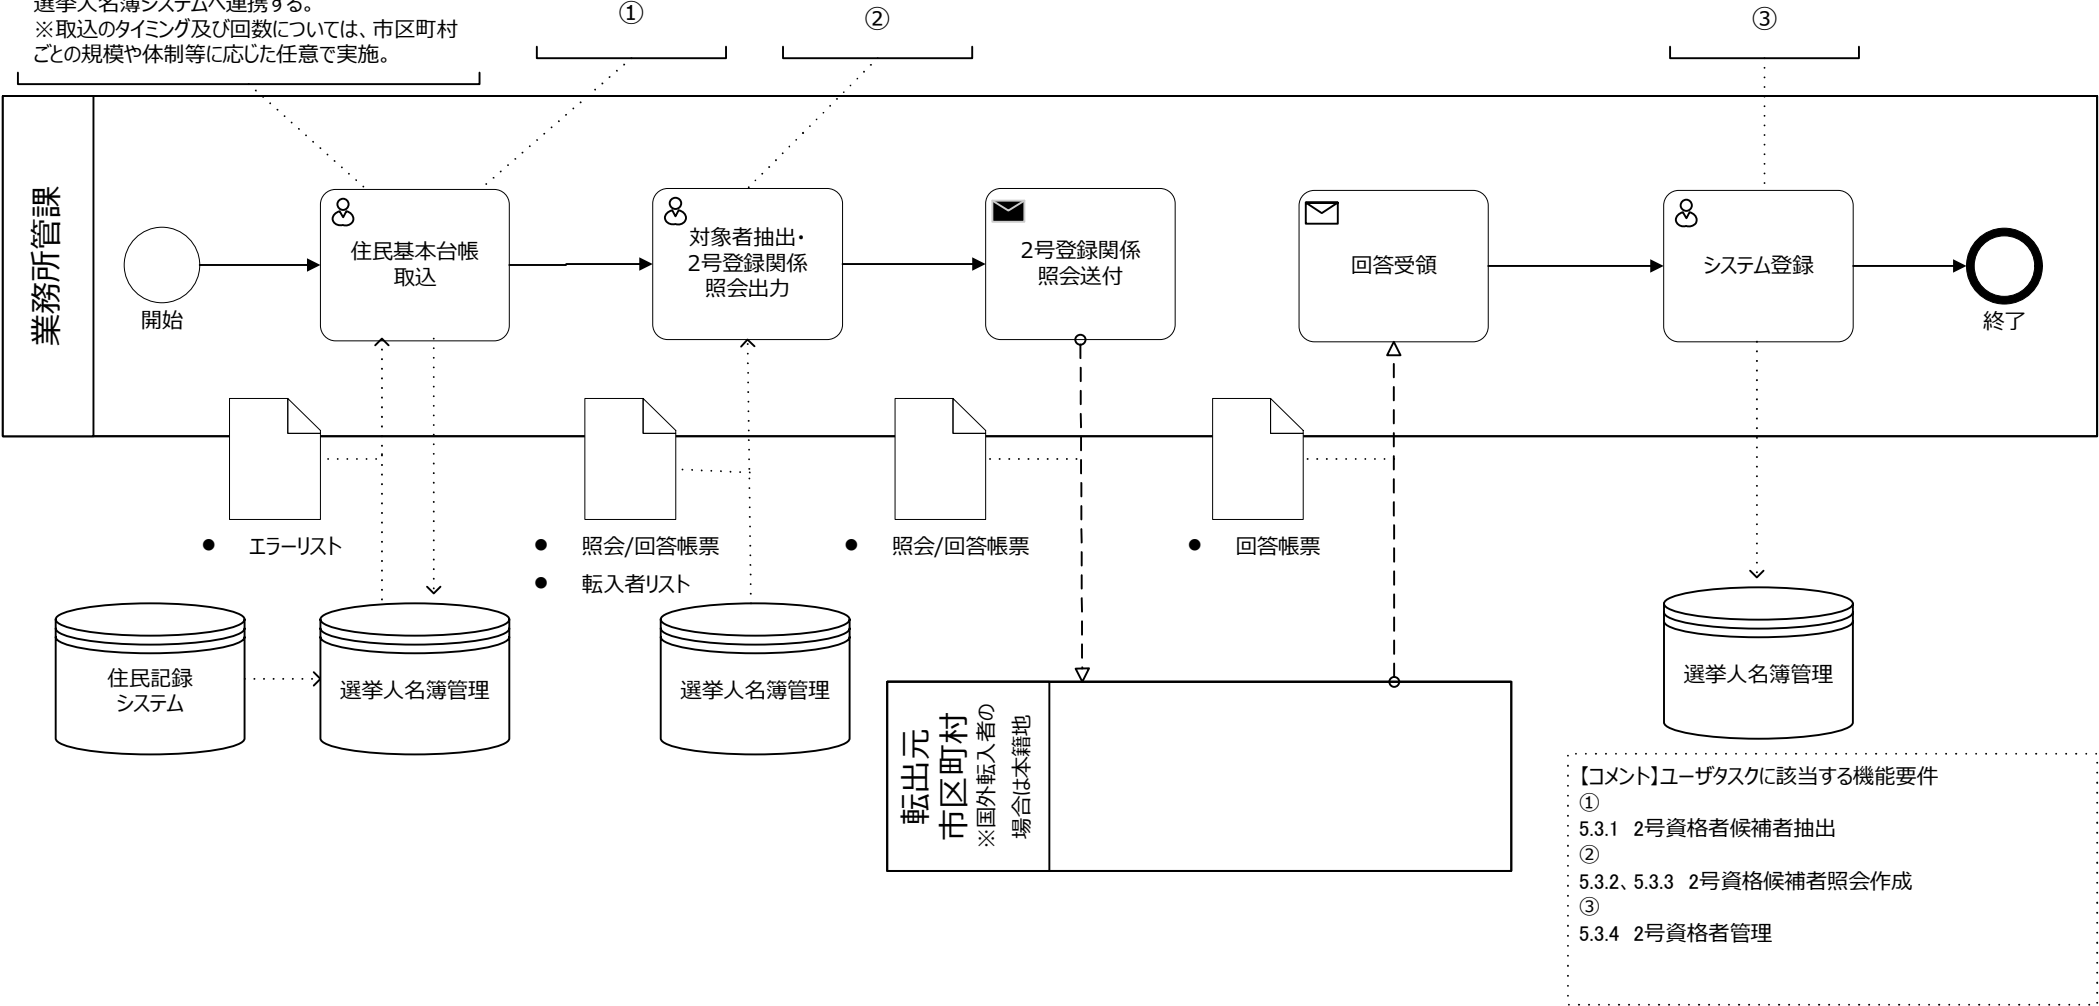 選挙人名簿システムへ連携する。
※取込のタイミング及び回数については、市区町村
ごとの規模や体制等に応じた任意で実施。
①
②
③
業務所管課
開始
住民基本台帳
取込
対象者抽出・
2号登録関係
照会出力
2号登録関係
照会送付
回答受領
システム登録
終了
● エラーリスト
● 照会/回答帳票
● 転入者リスト
● 照会/回答帳票
● 回答帳票
住民記録
システム
選挙人名簿管理
選挙人名簿管理
選挙人名簿管理
転出元
市区町村
※国外転入者の
場合は本籍地
【コメント】ユーザタスクに該当する機能要件
①
5.3.1 2号資格者候補者抽出
②
5.3.2、5.3.3 2号資格候補者照会作成
③
5.3.4 2号資格者管理